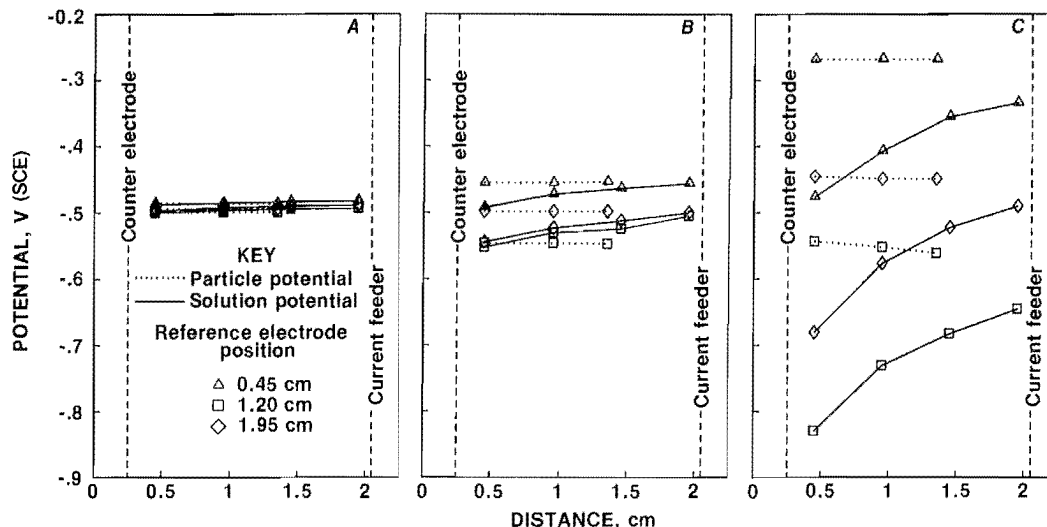 -0.2
-.3
-.4
-.5
-.6
-.7
-.8
-.9
POTENTIAL, V (SCE)
A
Counter electrode
Current feeder
KEY
Particle potential
Solution potential
Reference electrode
position
0.45 cm
1.20 cm
1.95 cm
0 0.5 1 1.5 2
B
Counter electrode
Current feeder
0 0.5 1 1.5 2
C
Counter electrode
Current feeder
0 0.5 1 1.5 2
DISTANCE, cm